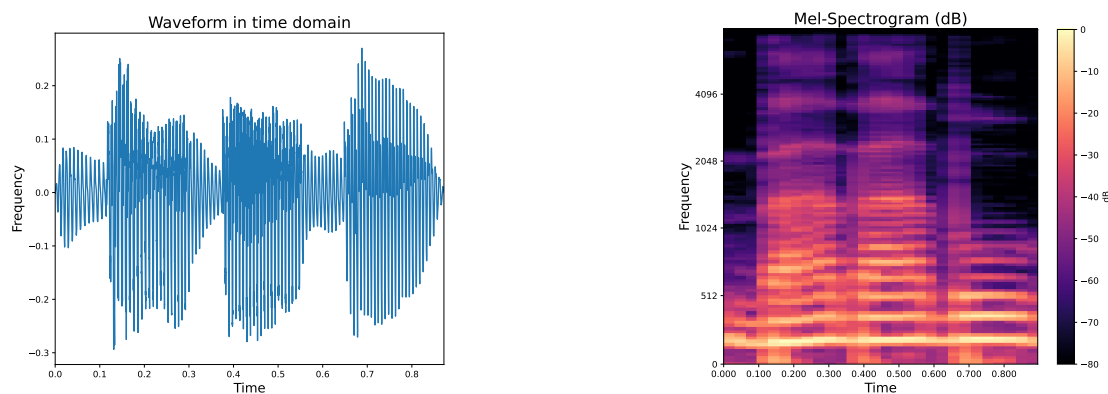 Waveform in time domain
Frequency
0.2
0.1
0.0
−0.1
−0.2
−0.3
0.0 0.1 0.2 0.3 0.4 0.5 0.6 0.7 0.8
Time
Mel-Spectrogram (dB)
Frequency
4096
2048
1024
512
0
0.000 0.100 0.200 0.300 0.400 0.500 0.600 0.700 0.800
Time
0
−10
−20
−30
−40
−50
−60
−70
−80
dB